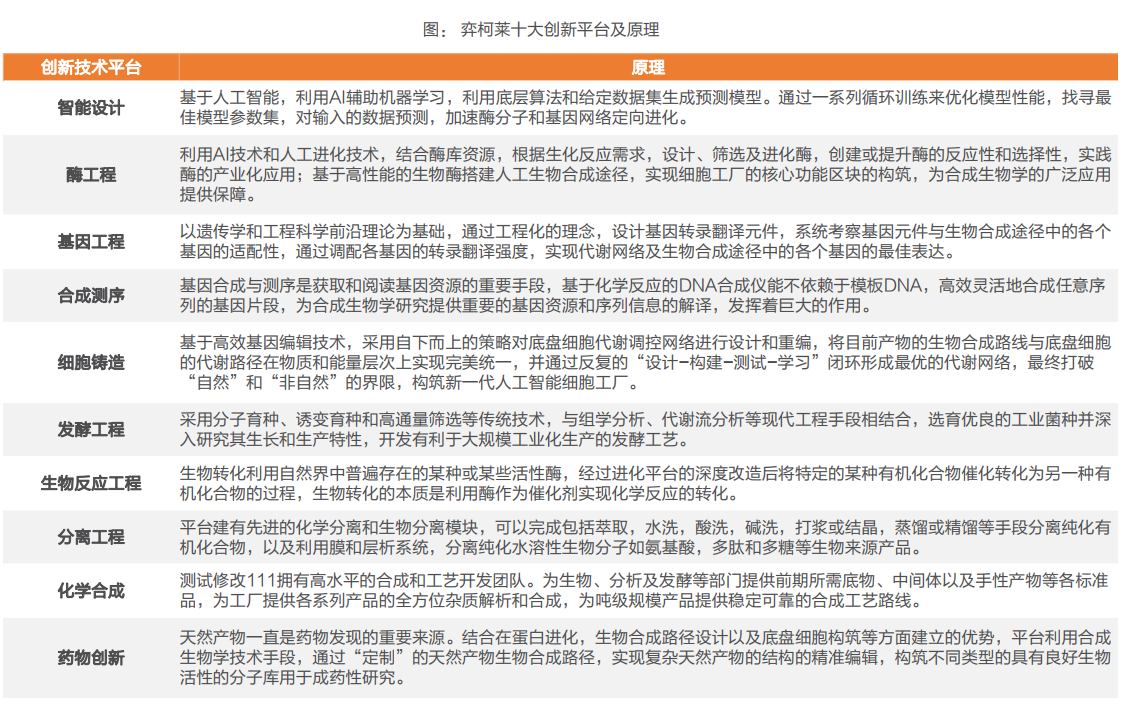 图： 弈柯莱十大创新平台及原理
创新技术平台
原理
智能设计
基于人工智能，利用AI辅助机器学习，利用底层算法和给定数据集生成预测模型。通过一系列循环训练来优化模型性能，找寻最
佳模型参数集，对输入的数据预测，加速酶分子和基因网络定向进化。
酶工程
利用AI技术和人工进化技术，结合酶库资源，根据生化反应需求，设计、筛选及进化酶，创建或提升酶的反应性和选择性，实践
酶的产业化应用；基于高性能的生物酶搭建人工生物合成途径，实现细胞工厂的核心功能区块的构筑，为合成生物学的广泛应用
提供保障。
基因工程
以遗传学和工程科学前沿理论为基础，通过工程化的理念，设计基因转录翻译元件，系统考察基因元件与生物合成途径中的各个
基因的适配性，通过调配各基因的转录翻译强度，实现代谢网络及生物合成途径中的各个基因的最佳表达。
合成测序
基因合成与测序是获取和阅读基因资源的重要手段，基于化学反应的DNA合成仪能不依赖于模板DNA，高效灵活地合成任意序
列的基因片段，为合成生物学研究提供重要的基因资源和序列信息的解译，发挥着巨大的作用。
细胞铸造
基于高效基因编辑技术，采用自下而上的策略对底盘细胞代谢调控网络进行设计和重编，将目前产物的生物合成路线与底盘细胞
的代谢路径在物质和能量层次上实现完美统一，并通过反复的“设计–构建–测试–学习”闭环形成最优的代谢网络，最终打破
“自然”和“非自然”的界限，构筑新一代人工智能细胞工厂。
发酵工程
采用分子育种、诱变育种和高通量筛选等传统技术，与组学分析、代谢流分析等现代工程手段相结合，选育优良的工业菌种并深
入研究其生长和生产特性，开发有利于大规模工业化生产的发酵工艺。
生物反应工程
生物转化利用自然界中普遍存在的某种或某些活性酶，经过进化平台的深度改造后将特定的某种有机化合物催化转化为另一种有
机化合物的过程，生物转化的本质是利用酶作为催化剂实现化学反应的转化。
分离工程
平台建有先进的化学分离和生物分离模块，可以完成包括萃取，水洗，酸洗，碱洗，打浆或结晶，蒸馏或精馏等手段分离纯化有
机化合物，以及利用膜和层析系统，分离纯化水溶性生物分子如氨基酸，多肽和多糖等生物来源产品。
化学合成
测试修改111拥有高水平的合成和工艺开发团队。为生物、分析及发酵等部门提供前期所需底物、中间体以及手性产物等各标准
品，为工厂提供各系列产品的全方位杂质解析和合成，为吨级规模产品提供稳定可靠的合成工艺路线。
药物创新
天然产物一直是药物发现的重要来源。结合在蛋白进化，生物合成路径设计以及底盘细胞构筑等方面建立的优势，平台利用合成
生物学技术手段，通过“定制”的天然产物生物合成路径，实现复杂天然产物的结构的精准编辑，构筑不同类型的具有良好生物
活性的分子库用于成药性研究。